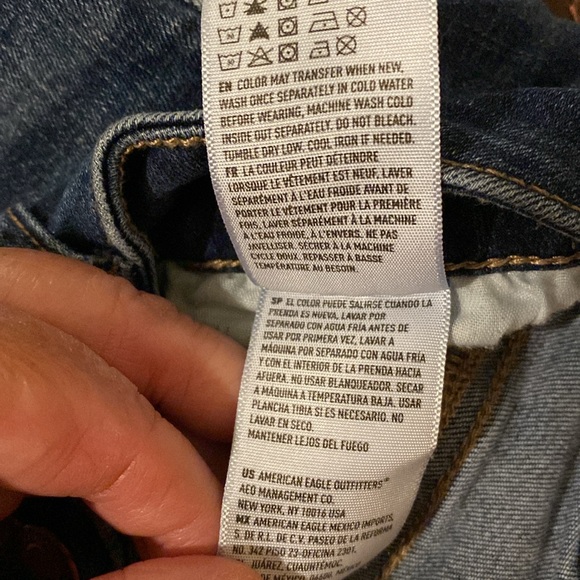 EN COLOR MAY TRANSFER WHEN NEW,
WASH ONCE SEPARATELY IN COLD WATER
BEFORE WEARING, MACHINE WASH COLD
INSIDE OUT SEPARATELY. DO NOT BLEACH.
TUMBLE DRY LOW. COOL IRON IF NEEDED.
FR LA COULEUR PEUT DÉTEINDRE
LORSQUE LE VÊTEMENT EST NEUF, LAVER
SÉPARÉMENT À L'EAU FROIDE AVANT DE
PORTER LE VÊTEMENT POUR LA PREMIÈRE
FOIS, LAVER SÉPARÉMENT À LA MACHINE
À L'EAU FROIDE, À L'ENVERS. NE PAS
JAVELLISER. SÉCHER À LA MACHINE
CYCLE DOUX. REPASSER À BASSE
TEMPÉRATURE AU BESOIN.
SP EL COLOR PUEDE SALIRSE CUANDO LA
PRENDA ES NUEVA, LAVAR POR
SEPARADO CON AGUA FRÍA ANTES DE
USAR POR PRIMERA VEZ, LAVAR A
MÁQUINA POR SEPARADO CON AGUA FRÍA
Y CON EL INTERIOR DE LA PRENDA HACIA
AFUERA. NO USAR BLANQUEADOR. SECAR
A MÁQUINA A TEMPERATURA BAJA. USAR
PLANCHA TIBIA SI ES NECESARIO. NO
LAVAR EN SECO.
MANTENER LEJOS DEL FUEGO
US AMERICAN EAGLE OUTFITTERS®
AEO MANAGEMENT CO.
NEW YORK, NY 10016 USA
MX AMERICAN EAGLE MEXICO IMPORTS,
S. DE R.L. DE C.V. PASEO DE LA REFORMA
NO. 342 PISO 23-OFICINA 2301,
JUÁREZ, CUAUHTÉMOC,